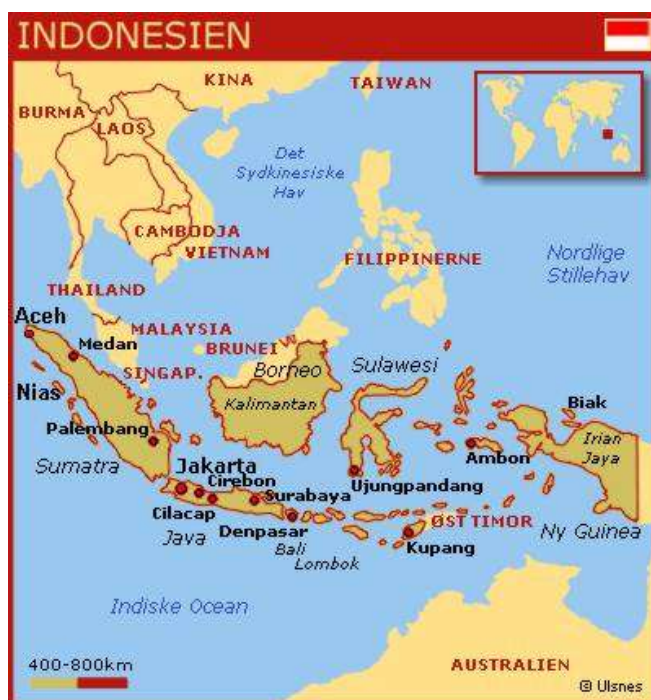 INDONESIEN
KINA
TAIWAN
BURMA
LAOS
Det
Sydkinesiske
Hav
CAMBODJA
VIETNAM
FILIPPINERNE
Nordlige
Stillehav
THAILAND
Aceh
MALAYSIA
Medan
BRUNEI
Sulawesi
SINGAP.
Borneo
Nias
Kalimantan
Biak
Palembang
Irian
Jaya
Sumatra
Ambon
Jakarta
Cirebon
Ujungpandang
Surabaya
Cilacap
ØST TIMOR
Denpasar
Ny Guinea
Java
Bali
Kupang
Lombok
Indiske Ocean
400-800km
AUSTRALIEN
© Ulsnes